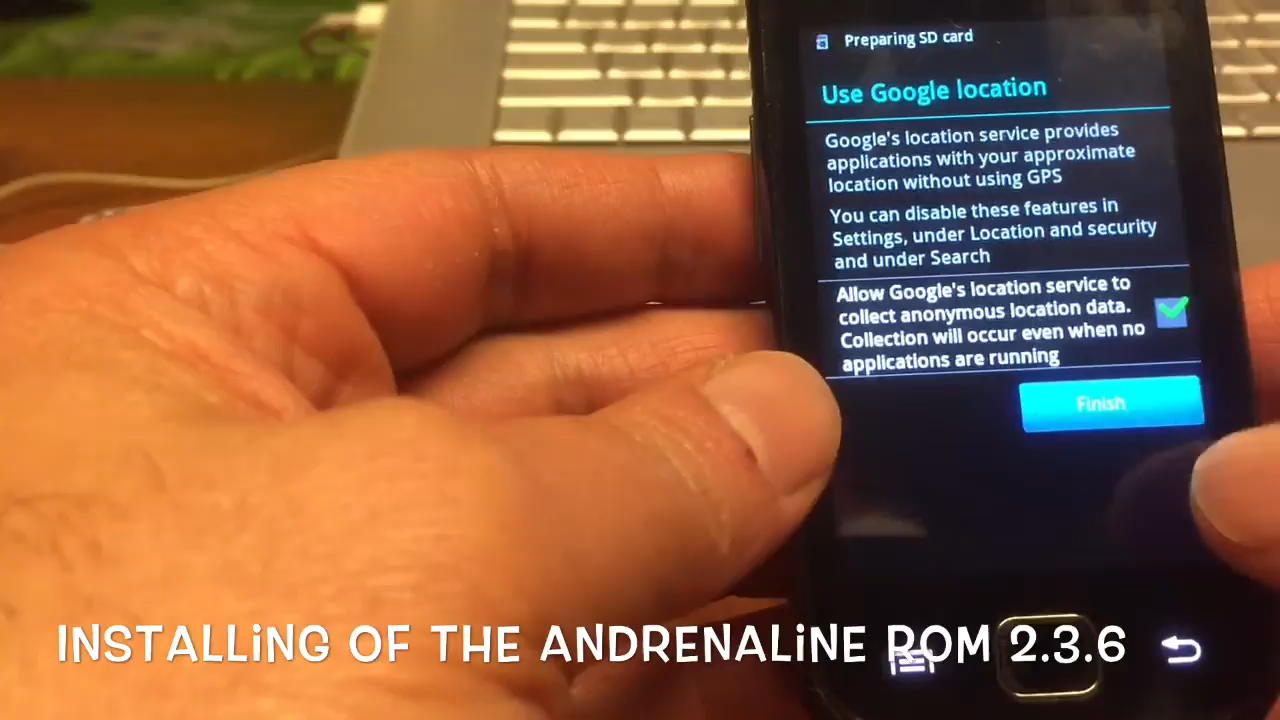 Preparing SD card
Use Google location
Google's location service provides
applications with your approximate
location without using GPS
You can disable these features in
Settings, under Location and security
and under Search
Allow Google's location service to
collect anonymous location data.
Collection will occur even when no
applications are running
Finish
INSTALLiNG OF THE ANDRENALiNE ROM 2.3.6